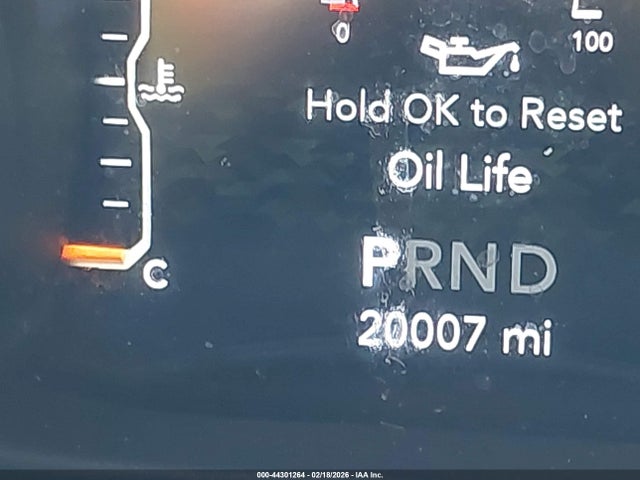 0
100
Hold OK to Reset
Oil Life
PRND
C
20007 mi
000-44301264 - 02/18/2026 - IAA Inc.